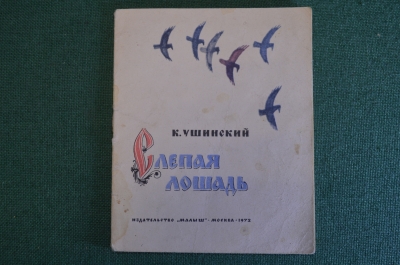 К. УШИНСКИЙ
СЛЕПАЯ
ЛОШАДЬ
ИЗДАТЕЛЬСТВО „МАЛЫШ“ · МОСКВА · 1972